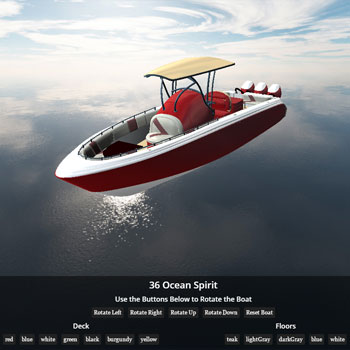 36 Ocean Spirit
Use the Buttons Below to Rotate the Boat
Rotate Left Rotate Right Rotate Up Rotate Down Reset Boat
Deck
red blue white green black burgundy yellow
Floors
teak lightGray darkGray blue white